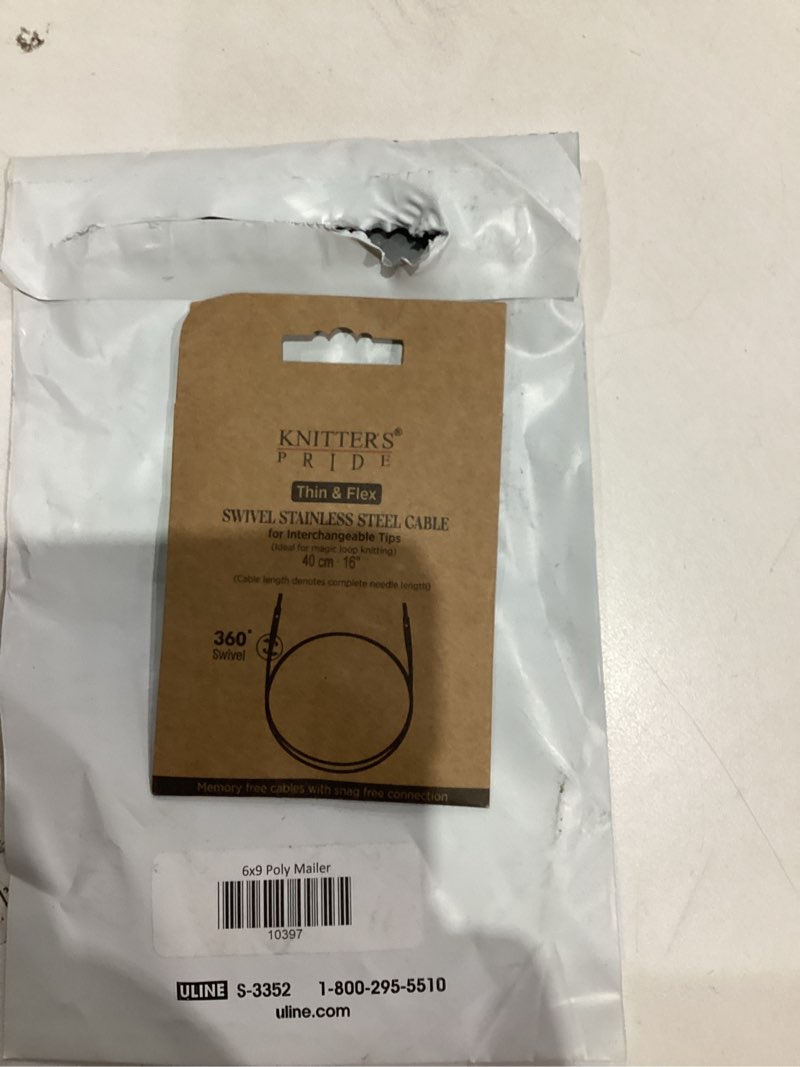 KNITTER'S®
PRIDE
Thin & Flex
SWIVEL STAINLESS STEEL CABLE
for Interchangeable Tips
(Ideal for magic loop knitting)
40 cm · 16"
(Cable length denotes complete needle length)
360°
Swivel
Memory free cables with snag free connection
6x9 Poly Mailer
10397
ULINE S-3352 1-800-295-5510
uline.com